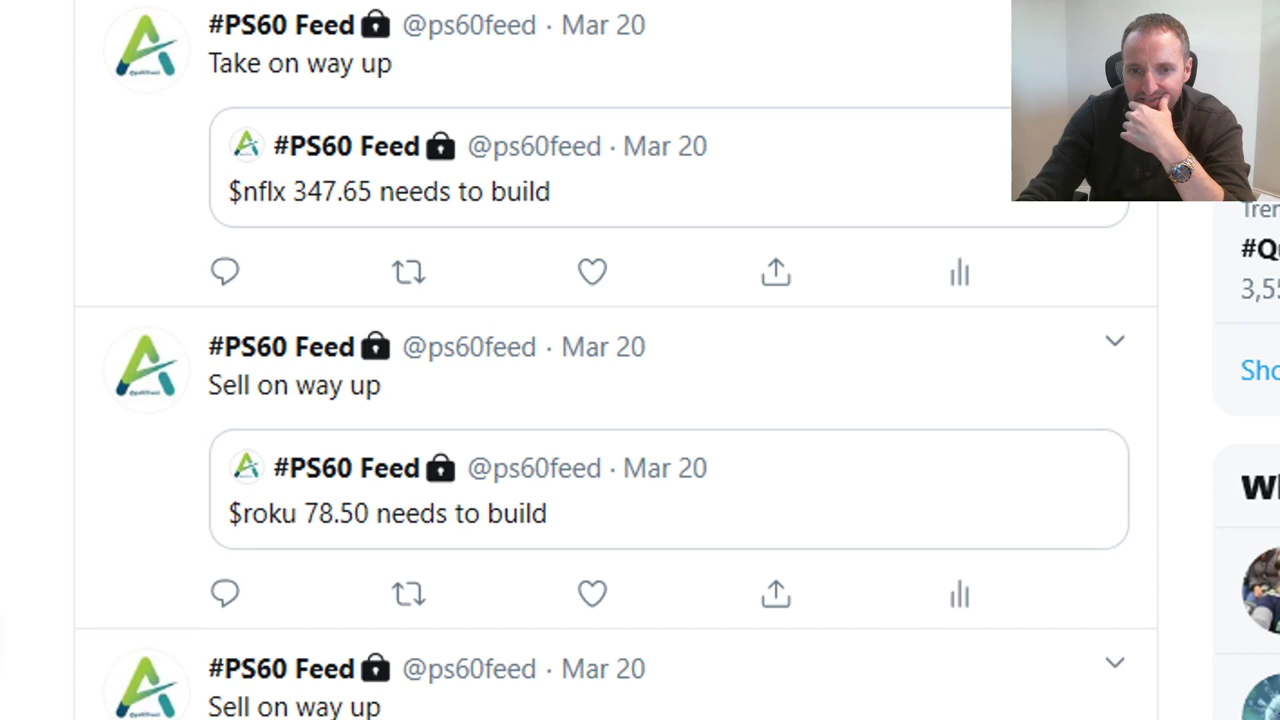 #PS60 Feed @ps60feed · Mar 20
Take on way up
#PS60 Feed @ps60feed · Mar 20
$nflx 347.65 needs to build
#PS60 Feed @ps60feed · Mar 20
Sell on way up
#PS60 Feed @ps60feed · Mar 20
$roku 78.50 needs to build
#PS60 Feed @ps60feed · Mar 20
Sell on way up